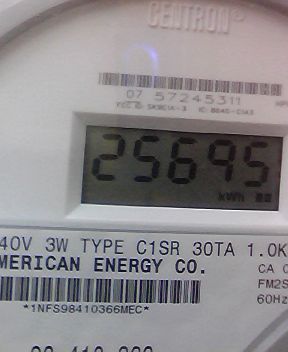 CENTRON®
07 57245311
25695
kWh
40V 3W TYPE C1SR 30TA 1.0K
MERICAN ENERGY CO.
CA 0
FM2S
60Hz
*1NFS98410366MEC*